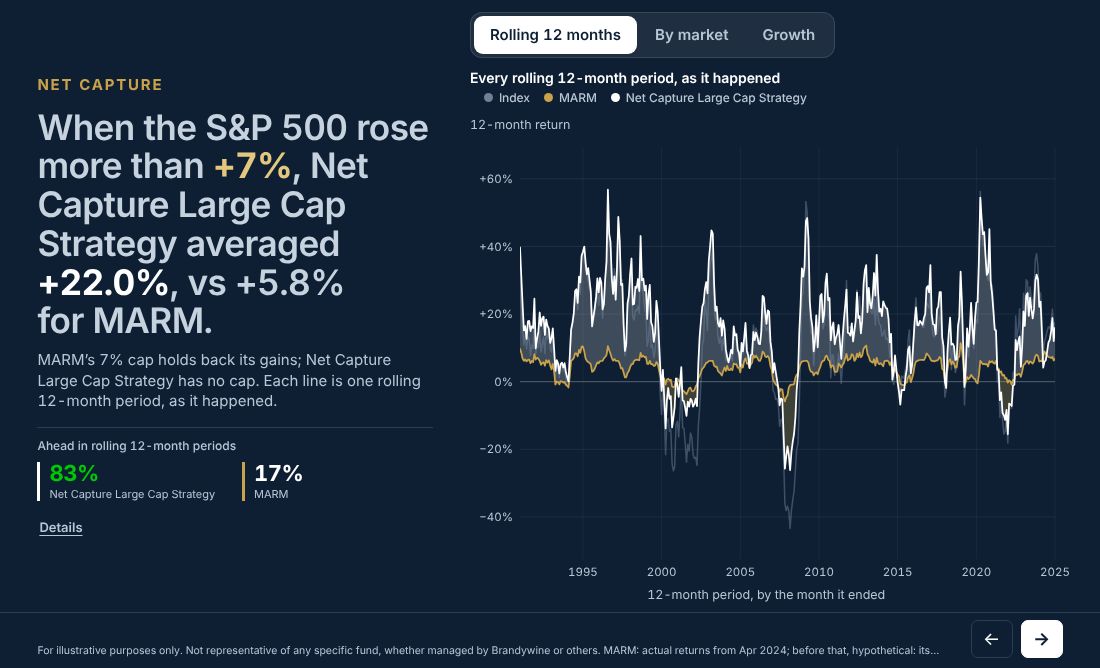 Rolling 12 months
By market
Growth
NET CAPTURE
When the S&P 500 rose
more than +7%, Net
Capture Large Cap
Strategy averaged
+22.0%, vs +5.8%
for MARM.
MARM’s 7% cap holds back its gains; Net Capture
Large Cap Strategy has no cap. Each line is one rolling
12-month period, as it happened.
Ahead in rolling 12-month periods
83%
Net Capture Large Cap Strategy
17%
MARM
Details
Every rolling 12-month period, as it happened
Index
MARM
Net Capture Large Cap Strategy
12-month return
+60%
+40%
+20%
0%
−20%
−40%
1995
2000
2005
2010
2015
2020
2025
12-month period, by the month it ended
For illustrative purposes only. Not representative of any specific fund, whether managed by Brandywine or others. MARM: actual returns from Apr 2024; before that, hypothetical: its…